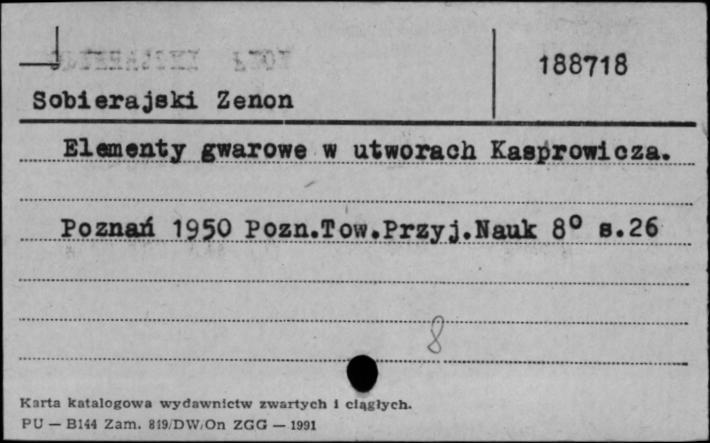 188718
Sobierajski Zenon
Elementy gwarowe w utworach Kasprowicza.
Poznań 1950 Pozn.Tow.Przyj.Nauk 8° s.26
8
Karta katalogowa wydawnictw zwartych i ciągłych.
PU — B144 Zam. 819/DW/On ZGG — 1991